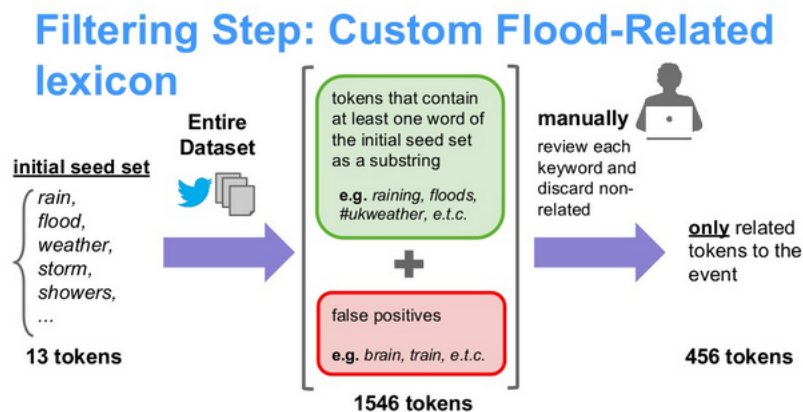 Filtering Step: Custom Flood-Related
lexicon
initial seed set
rain,
flood,
weather,
storm,
showers,
...
13 tokens
Entire
Dataset
tokens that contain
at least one word of
the initial seed set
as a substring
e.g. raining, floods,
#ukweather, e.t.c.
+
false positives
e.g. brain, train, e.t.c.
1546 tokens
manually
review each
keyword and
discard non-
related
only related
tokens to the
event
456 tokens